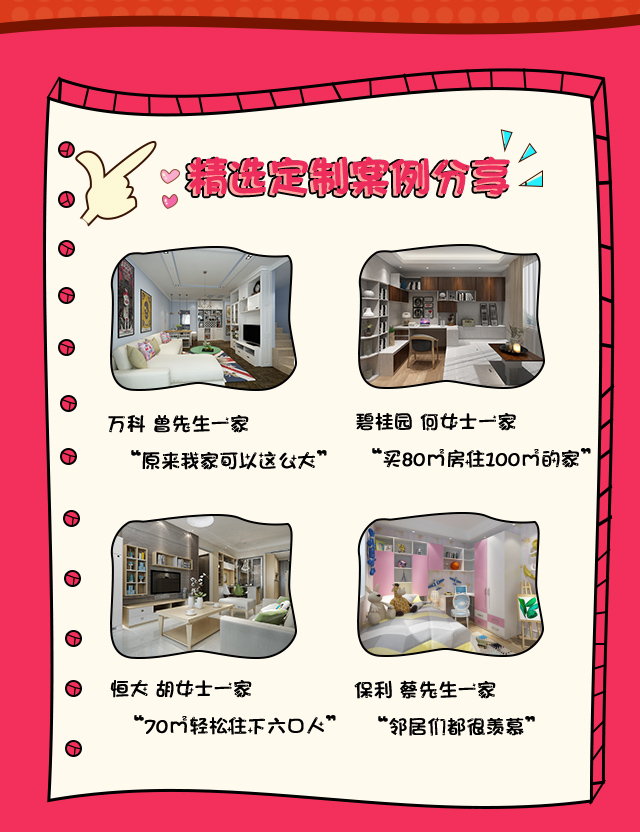 精选定制案例分享
万科 曾先生一家
“原来我家可以这么大”
碧桂园 何女士一家
“买80㎡房住100㎡的家”
恒大 胡女士一家
“70㎡轻松住下六口人”
保利 蔡先生一家
“邻居们都很羡慕”